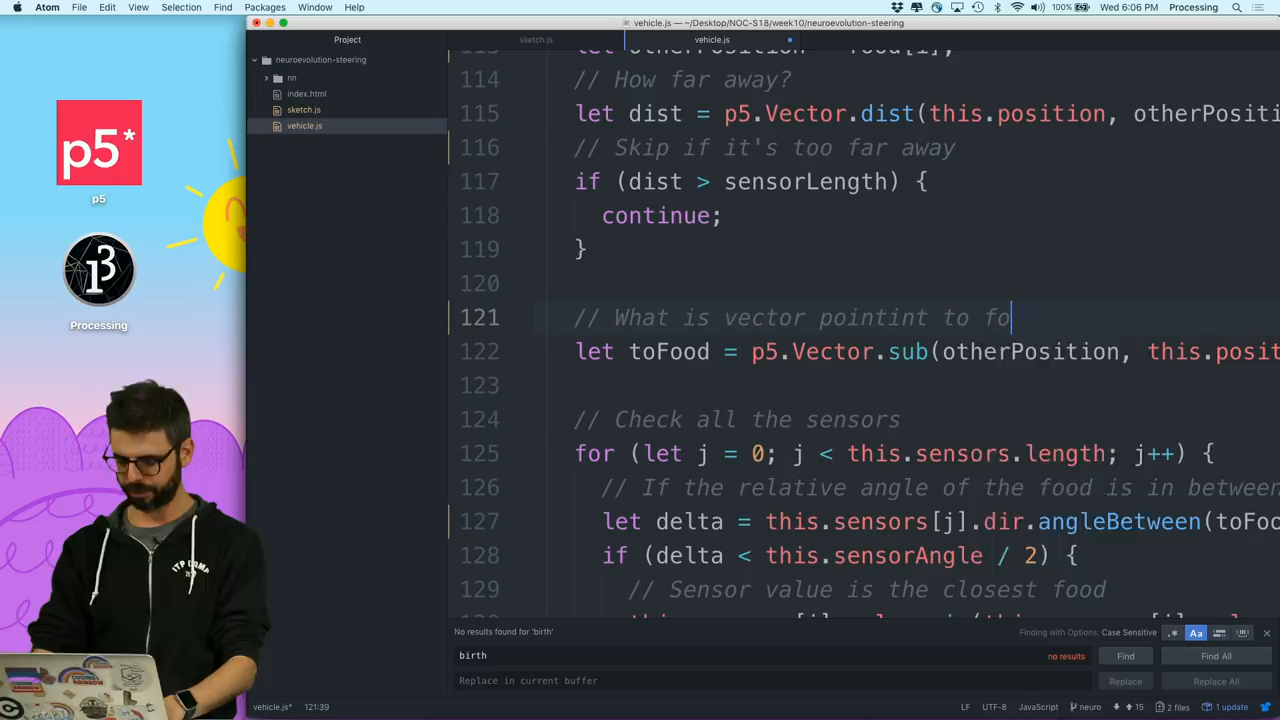 Atom File Edit View Selection Find Packages Window Help 100% Wed 6:06 PM Processing
vehicle.js — ~/Desktop/NOC-S18/week10/neuroevolution-steering
Project
sketch.js
vehicle.js
neuroevolution-steering
nn
index.html
sketch.js
vehicle.js
p5*
p5
Processing
114 // How far away?
115 let dist = p5.Vector.dist(this.position, otherPositi
116 // Skip if it's too far away
117 if (dist > sensorLength) {
118 continue;
119 }
120
121 // What is vector pointint to fo
122 let toFood = p5.Vector.sub(otherPosition, this.posit
123
124 // Check all the sensors
125 for (let j = 0; j < this.sensors.length; j++) {
126 // If the relative angle of the food is in between
127 let delta = this.sensors[j].dir.angleBetween(toFoo
128 if (delta < this.sensorAngle / 2) {
129 // Sensor value is the closest food
No results found for 'birth'
Finding with Options: Case Sensitive
.* Aa
birth
no results
Find
Find All
Replace in current buffer
Replace
Replace All
vehicle.js* 121:39
LF UTF-8 JavaScript neuro 15 2 files 1 update
ITP CAMP
CODING RAINBOW